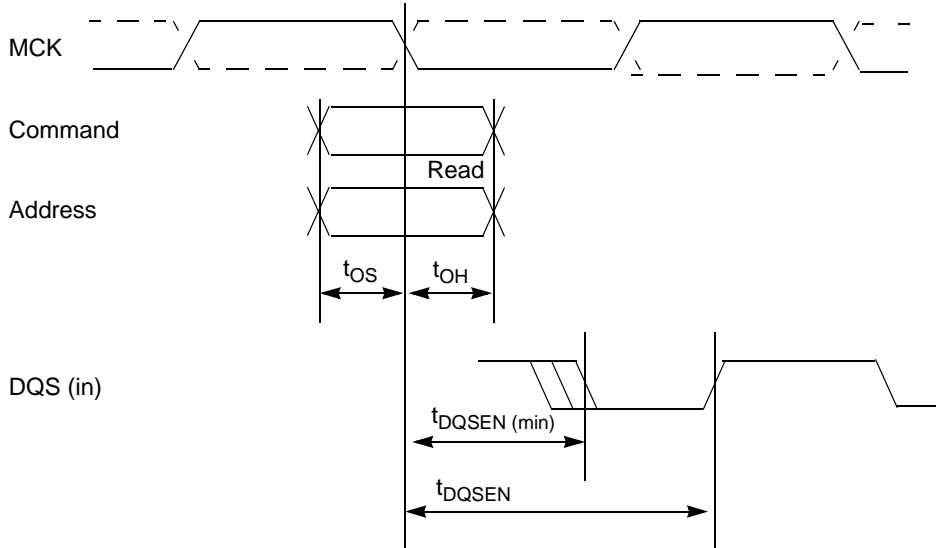 MCK
Command
Read
Address
tOS
tOH
DQS (in)
tDQSEN (min)
tDQSEN